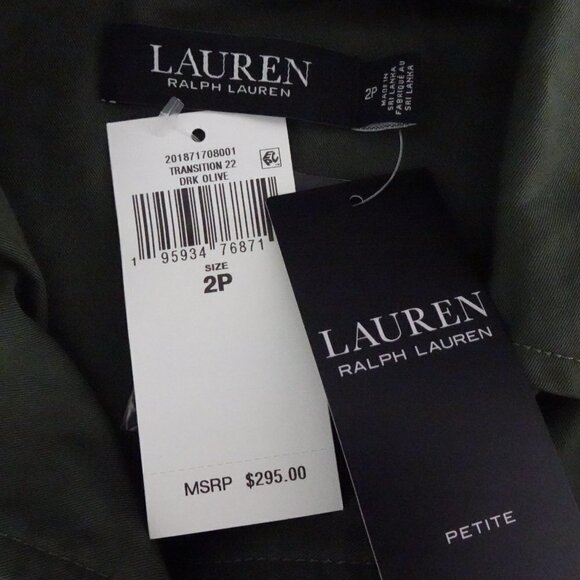 LAUREN
RALPH LAUREN
2P
MADE IN
SRI LANKA
FABRIQUÉ AU
SRI LANKA
201871708001
TRANSITION 22
DRK OLIVE
1 95934 76871
SIZE
2P
MSRP $295.00
LAUREN
RALPH LAUREN
PETITE